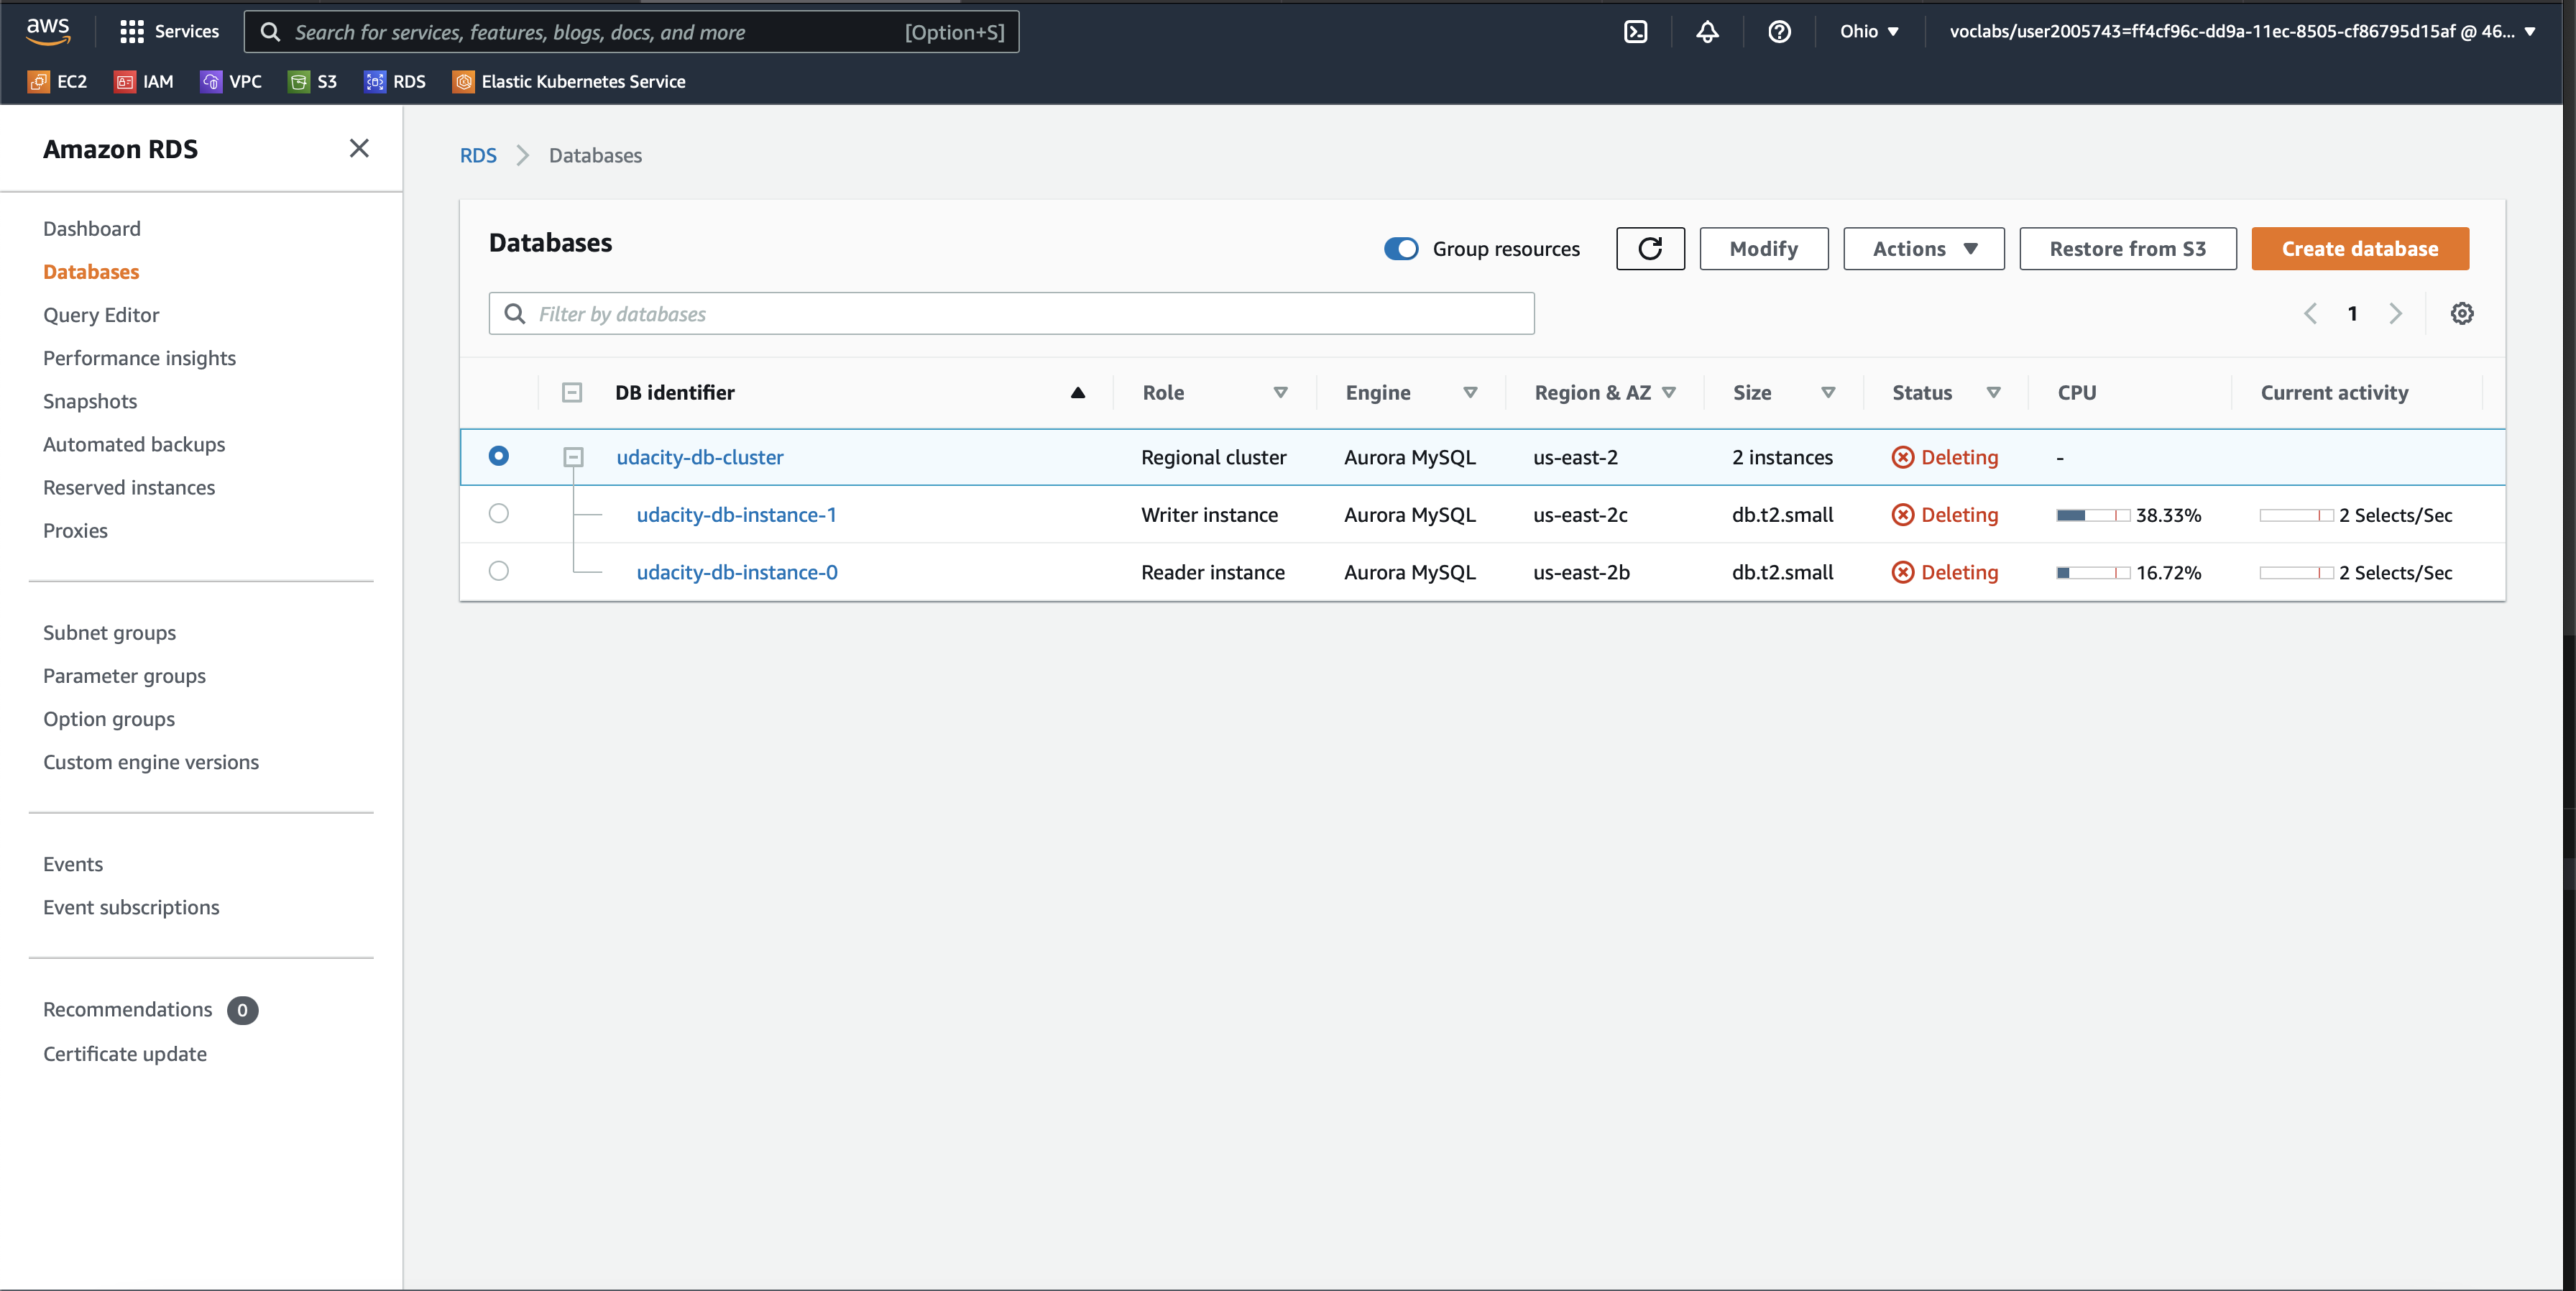 aws
Services
Search for services, features, blogs, docs, and more
[Option+S]
Ohio
voclabs/user2005743=ff4cf96c-dd9a-11ec-8505-cf86795d15af @ 46...
EC2
IAM
VPC
S3
RDS
Elastic Kubernetes Service
Amazon RDS
Dashboard
Databases
Query Editor
Performance insights
Snapshots
Automated backups
Reserved instances
Proxies
Subnet groups
Parameter groups
Option groups
Custom engine versions
Events
Event subscriptions
Recommendations 0
Certificate update
RDS > Databases
Databases
Group resources
Modify
Actions
Restore from S3
Create database
Filter by databases
1
DB identifier Role Engine Region & AZ Size Status CPU Current activity
udacity-db-cluster Regional cluster Aurora MySQL us-east-2 2 instances Deleting -
udacity-db-instance-1 Writer instance Aurora MySQL us-east-2c db.t2.small Deleting 38.33% 2 Selects/Sec
udacity-db-instance-0 Reader instance Aurora MySQL us-east-2b db.t2.small Deleting 16.72% 2 Selects/Sec